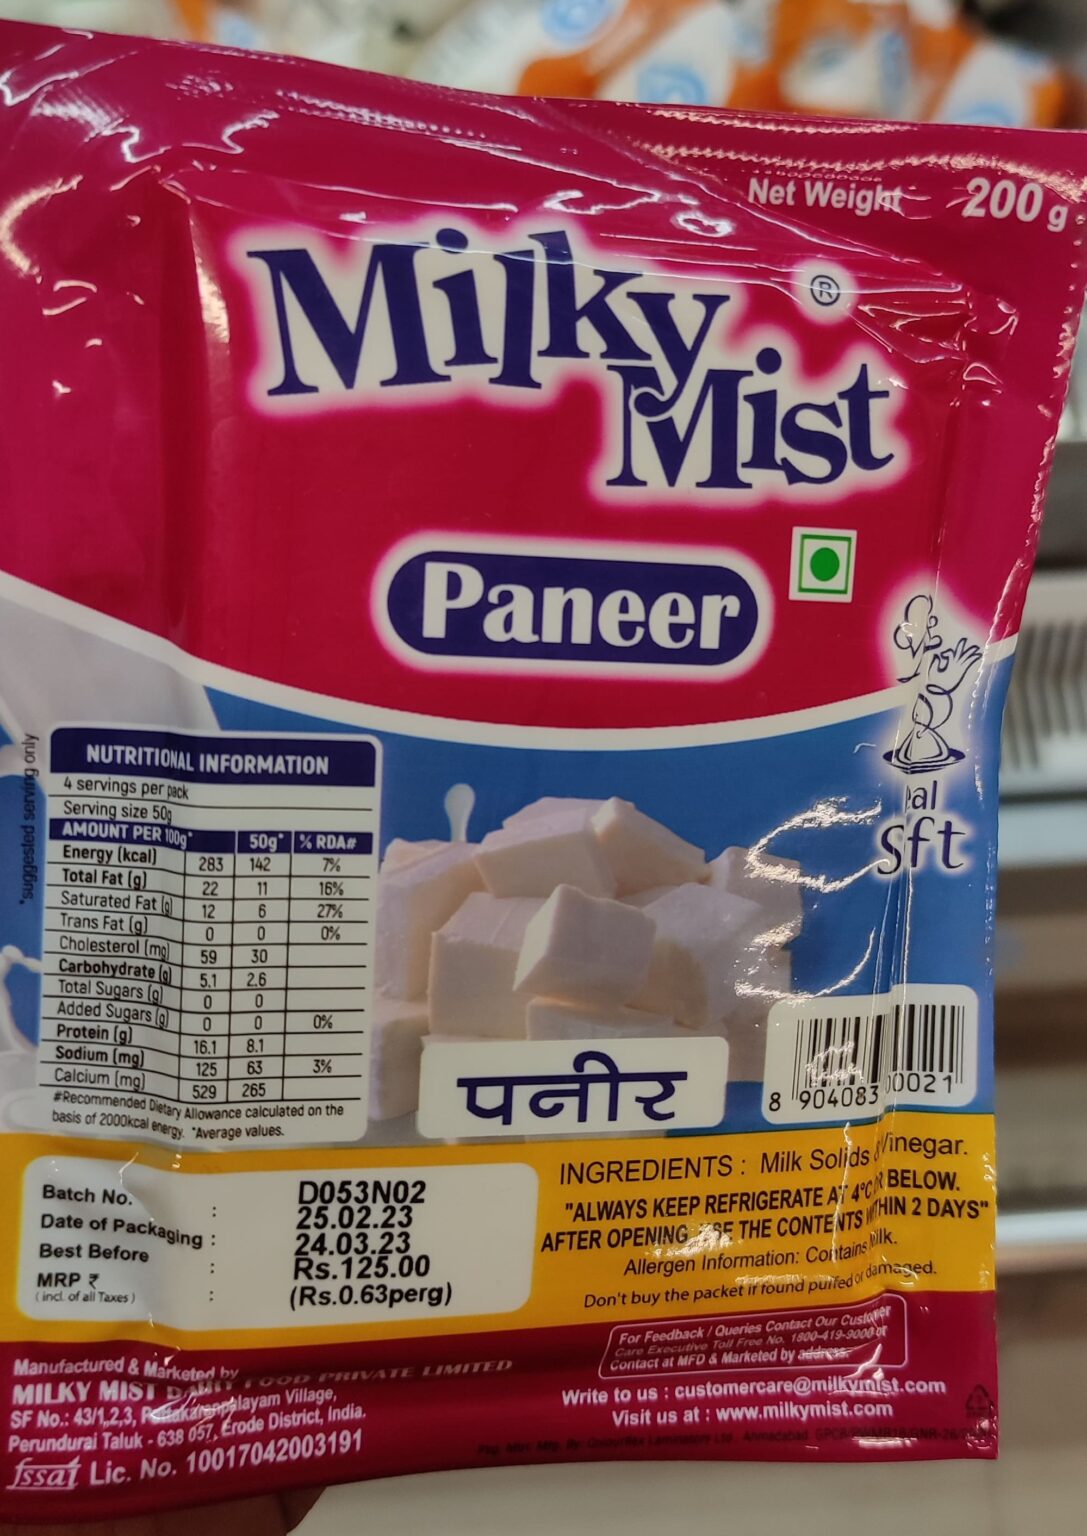 Net Weight 200 g
Milky
Mist
®
Paneer
Sft
*suggested serving only
NUTRITIONAL INFORMATION
4 servings per pack
Serving size 50g
AMOUNT PER 100g* 50g* % RDA#
Energy (kcal) 283 142 7%
Total Fat (g) 22 11 16%
Saturated Fat (g) 12 6 27%
Trans Fat (g) 0 0 0%
Cholesterol (mg) 59 30
Carbohydrate (g) 5.1 2.6
Total Sugars (g) 0 0
Added Sugars (g) 0 0 0%
Protein (g) 16.1 8.1
Sodium (mg) 125 63 3%
Calcium (mg) 529 265
#Recommended Dietary Allowance calculated on the
basis of 2000kcal energy. *Average values.
पनीर
8 904083 00021
INGREDIENTS : Milk Solids & Vinegar.
"ALWAYS KEEP REFRIGERATE AT 4°C OR BELOW.
AFTER OPENING USE THE CONTENTS WITHIN 2 DAYS"
Allergen Information: Contains Milk.
Don't buy the packet if found puffed or damaged.
Batch No. : D053N02
Date of Packaging : 25.02.23
Best Before : 24.03.23
MRP ₹ : Rs.125.00
(incl. of all Taxes) (Rs.0.63perg)
For Feedback / Queries Contact Our Customer
Care Executive Toll Free No. 1800-419-9000 or
Contact at MFD & Marketed by address.
Write to us : customercare@milkymist.com
Visit us at : www.milkymist.com
Manufactured & Marketed by
MILKY MIST DAIRY FOOD PRIVATE LIMITED
SF No.: 43/1,2,3, Village,
Perundurai Taluk - 638 057, Erode District, India.
fssai Lic. No. 10017042003191